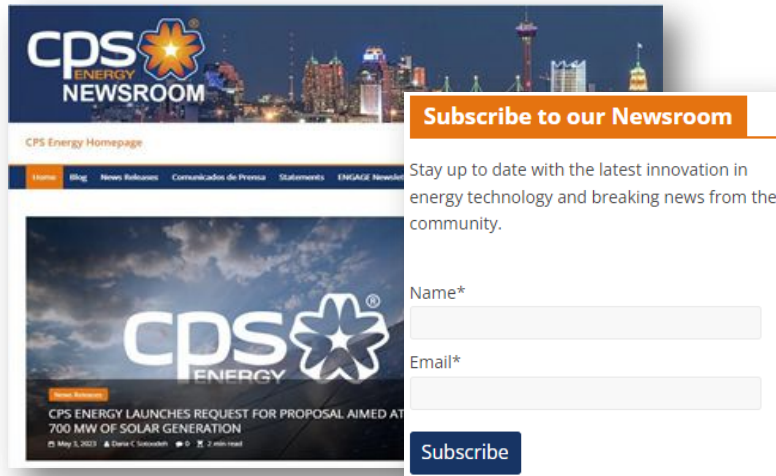 cps
ENERGY
NEWSROOM
CPS Energy Homepage
Home Blog News Releases Comunicados de Prensa Statements ENGAGE
cps ®
ENERGY
News Releases
CPS ENERGY LAUNCHES REQUEST FOR PROPOSAL AIMED AT
700 MW OF SOLAR GENERATION
May 3, 2023 Dana C Sotoodeh 0 2 min read
Subscribe to our Newsroom
Stay up to date with the latest innovation in
energy technology and breaking news from the
community.
Name*
Email*
Subscribe